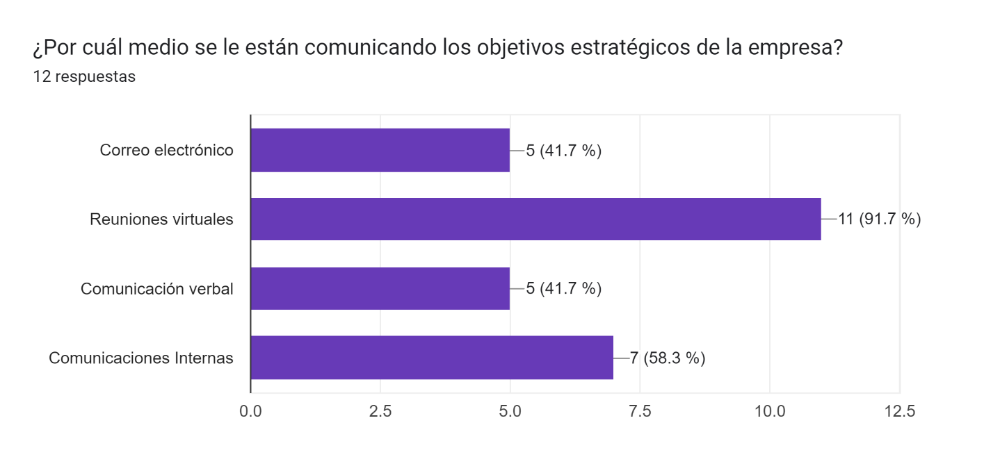 ¿Por cuál medio se le están comunicando los objetivos estratégicos de la empresa?
12 respuestas
Correo electrónico
5 (41.7 %)
Reuniones virtuales
11 (91.7 %)
Comunicación verbal
5 (41.7 %)
Comunicaciones Internas
7 (58.3 %)
0.0 2.5 5.0 7.5 10.0 12.5